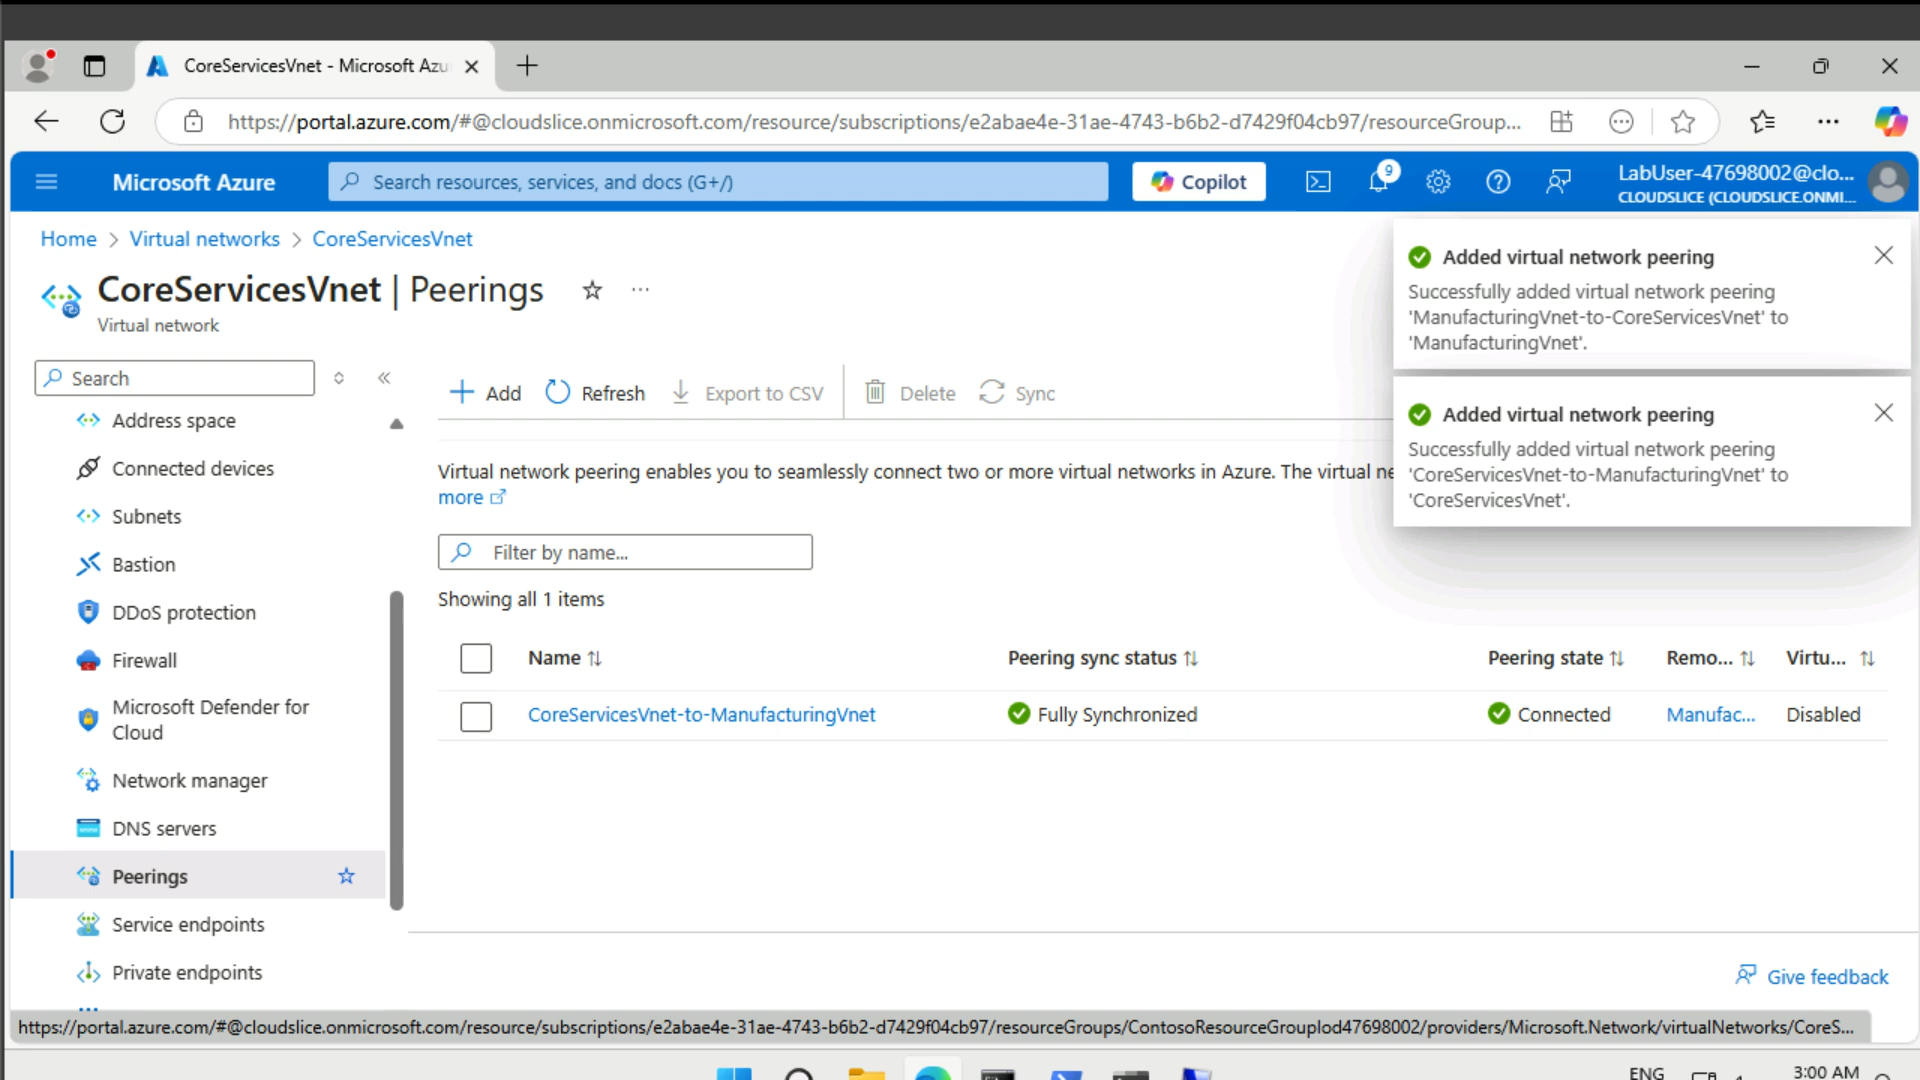 CoreServicesVnet - Microsoft Azu
https://portal.azure.com/#@cloudslice.onmicrosoft.com/resource/subscriptions/e2abae4e-31ae-4743-b6b2-d7429f04cb97/resourceGroup...
Microsoft Azure
Search resources, services, and docs (G+/)
Copilot
9
LabUser-47698002@clo...
CLOUDSLICE (CLOUDSLICE.ONMI...
Home > Virtual networks > CoreServicesVnet
CoreServicesVnet | Peerings
...
Virtual network
Added virtual network peering
Successfully added virtual network peering
'ManufacturingVnet-to-CoreServicesVnet' to
'ManufacturingVnet'.
Added virtual network peering
Successfully added virtual network peering
'CoreServicesVnet-to-ManufacturingVnet' to
'CoreServicesVnet'.
Search
Address space
Connected devices
Subnets
Bastion
DDoS protection
Firewall
Microsoft Defender for
Cloud
Network manager
DNS servers
Peerings
Service endpoints
Private endpoints
Add
Refresh
Export to CSV
Delete
Sync
Virtual network peering enables you to seamlessly connect two or more virtual networks in Azure. The virtual ne
more
Filter by name...
Showing all 1 items
Name
Peering sync status
Peering state
Remo...
Virtu...
CoreServicesVnet-to-ManufacturingVnet
Fully Synchronized
Connected
Manufac...
Disabled
Give feedback
https://portal.azure.com/#@cloudslice.onmicrosoft.com/resource/subscriptions/e2abae4e-31ae-4743-b6b2-d7429f04cb97/resourceGroups/ContosoResourceGrouplod47698002/providers/Microsoft.Network/virtualNetworks/CoreS...
ENG
3:00 AM